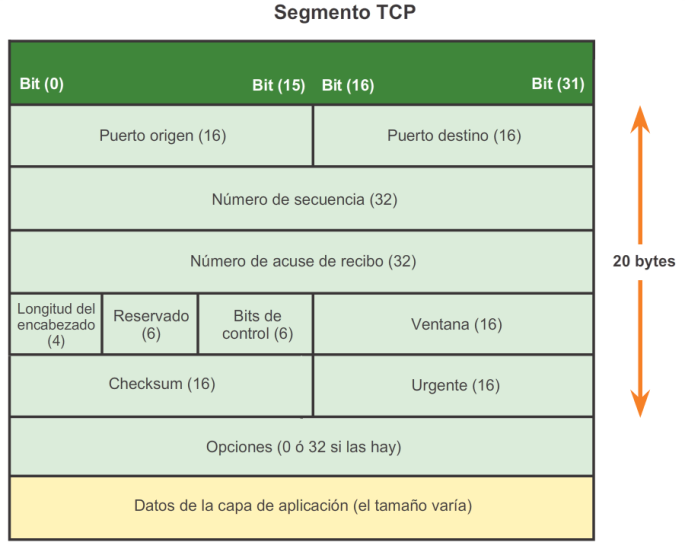 Segmento TCP
Bit (0)
Bit (15)
Bit (16)
Bit (31)
Puerto origen (16)
Puerto destino (16)
Número de secuencia (32)
Número de acuse de recibo (32)
20 bytes
Longitud del
encabezado
(4)
Reservado
(6)
Bits de
control (6)
Ventana (16)
Checksum (16)
Urgente (16)
Opciones (0 ó 32 si las hay)
Datos de la capa de aplicación (el tamaño varía)